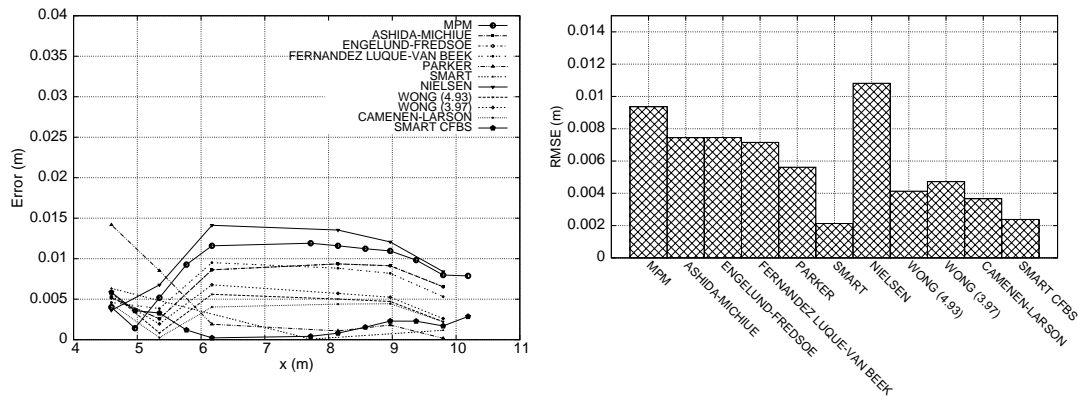 0.04
0.035
0.03
0.025
0.02
0.015
0.01
0.005
0
Error (m)
4 5 6 7 8 9 10 11
x (m)
MPM
ASHIDA-MICHIUE
ENGELUND-FREDSOE
FERNANDEZ LUQUE-VAN BEEK
PARKER
SMART
NIELSEN
WONG (4.93)
WONG (3.97)
CAMENEN-LARSON
SMART CFBS
0.014
0.012
0.01
0.008
0.006
0.004
0.002
0
RMSE (m)
MPM
ASHIDA-MICHIUE
ENGELUND-FREDSOE
FERNANDEZ LUQUE-VAN BEEK
PARKER
SMART
NIELSEN
WONG (4.93)
WONG (3.97)
CAMENEN-LARSON
SMART CFBS